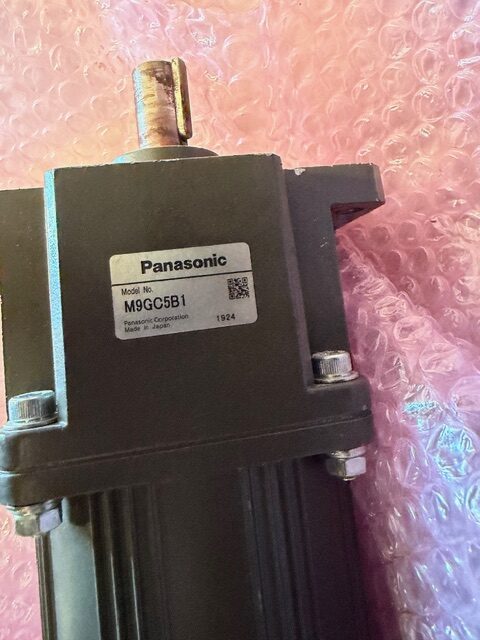 Panasonic
Model No.
M9GC5B1
Panasonic Corporation
Made in Japan
1924